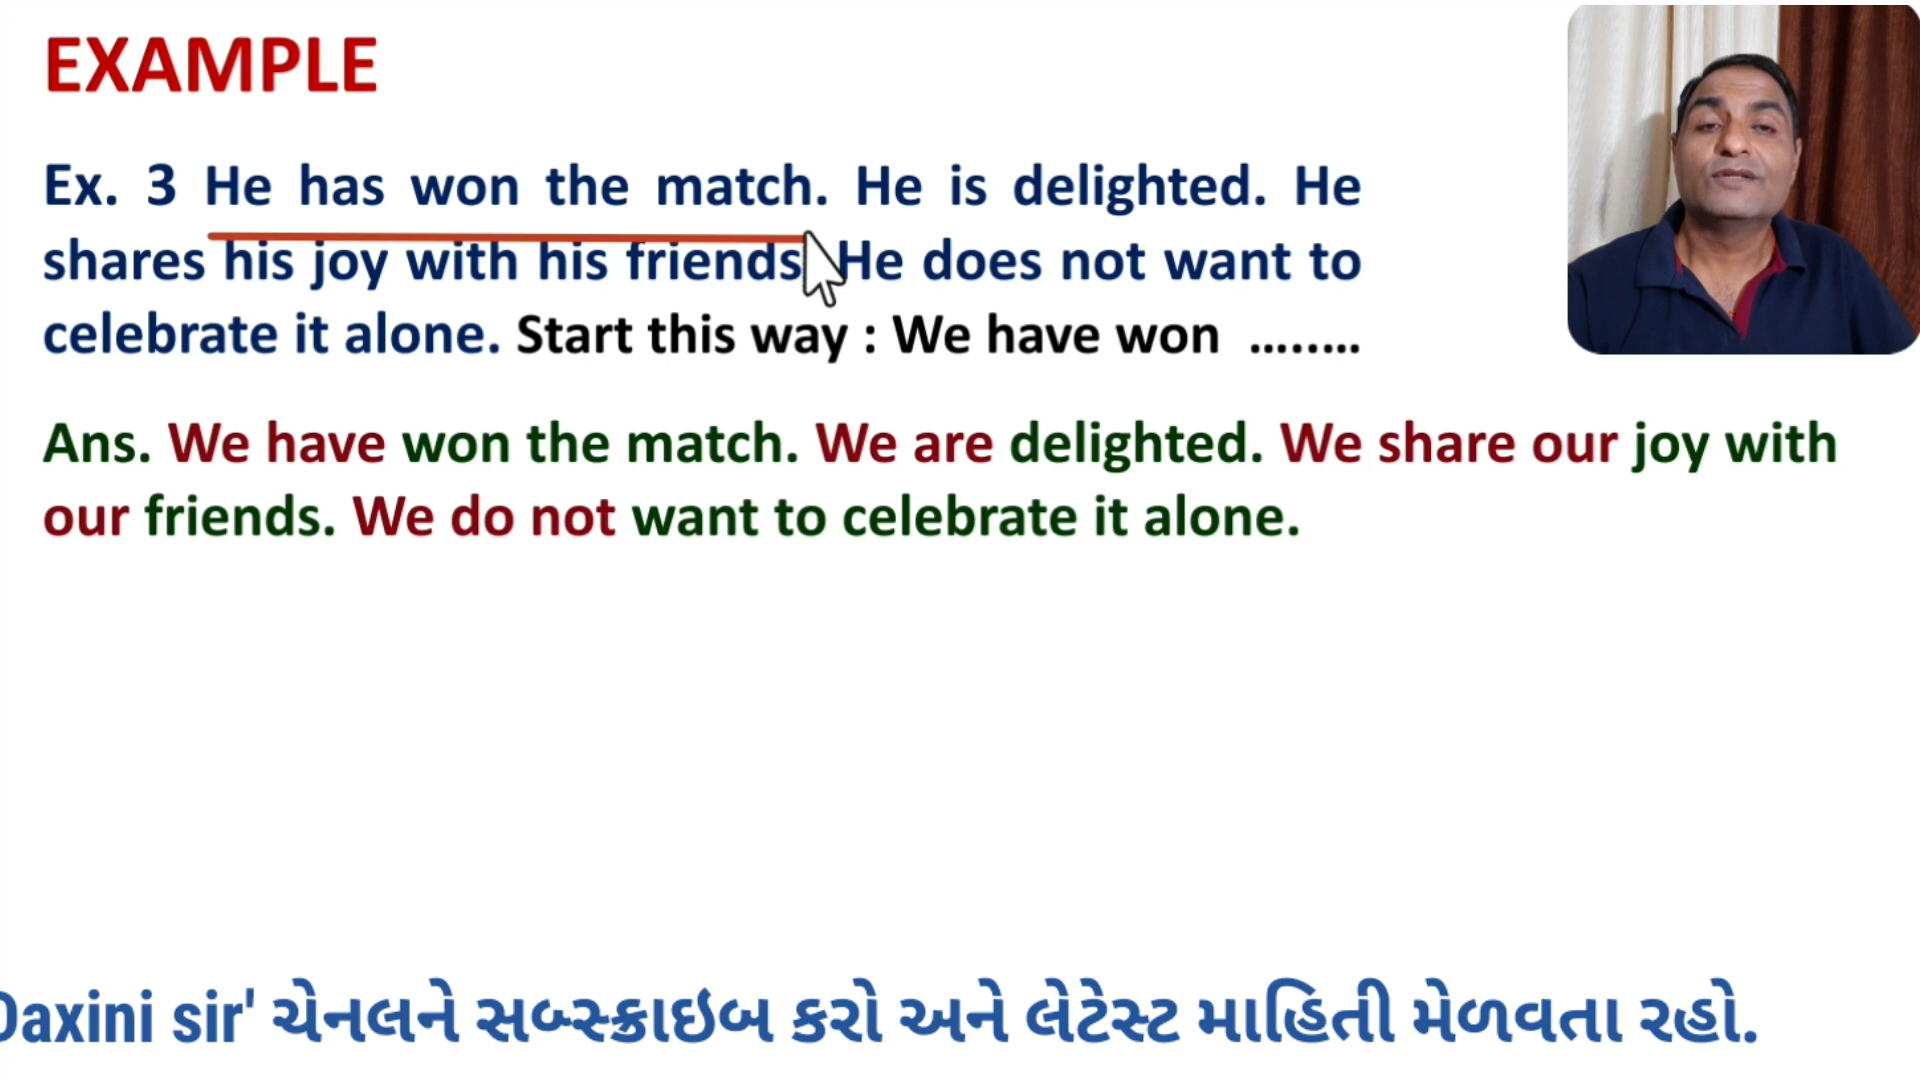 EXAMPLE
Ex. 3 He has won the match. He is delighted. He
shares his joy with his friends. He does not want to
celebrate it alone. Start this way : We have won ........
Ans. We have won the match. We are delighted. We share our joy with
our friends. We do not want to celebrate it alone.
Daxini sir' ચેનલને સબ્સ્ક્રાઇબ કરો અને લેટેસ્ટ માહિતી મેળવતા રહો.